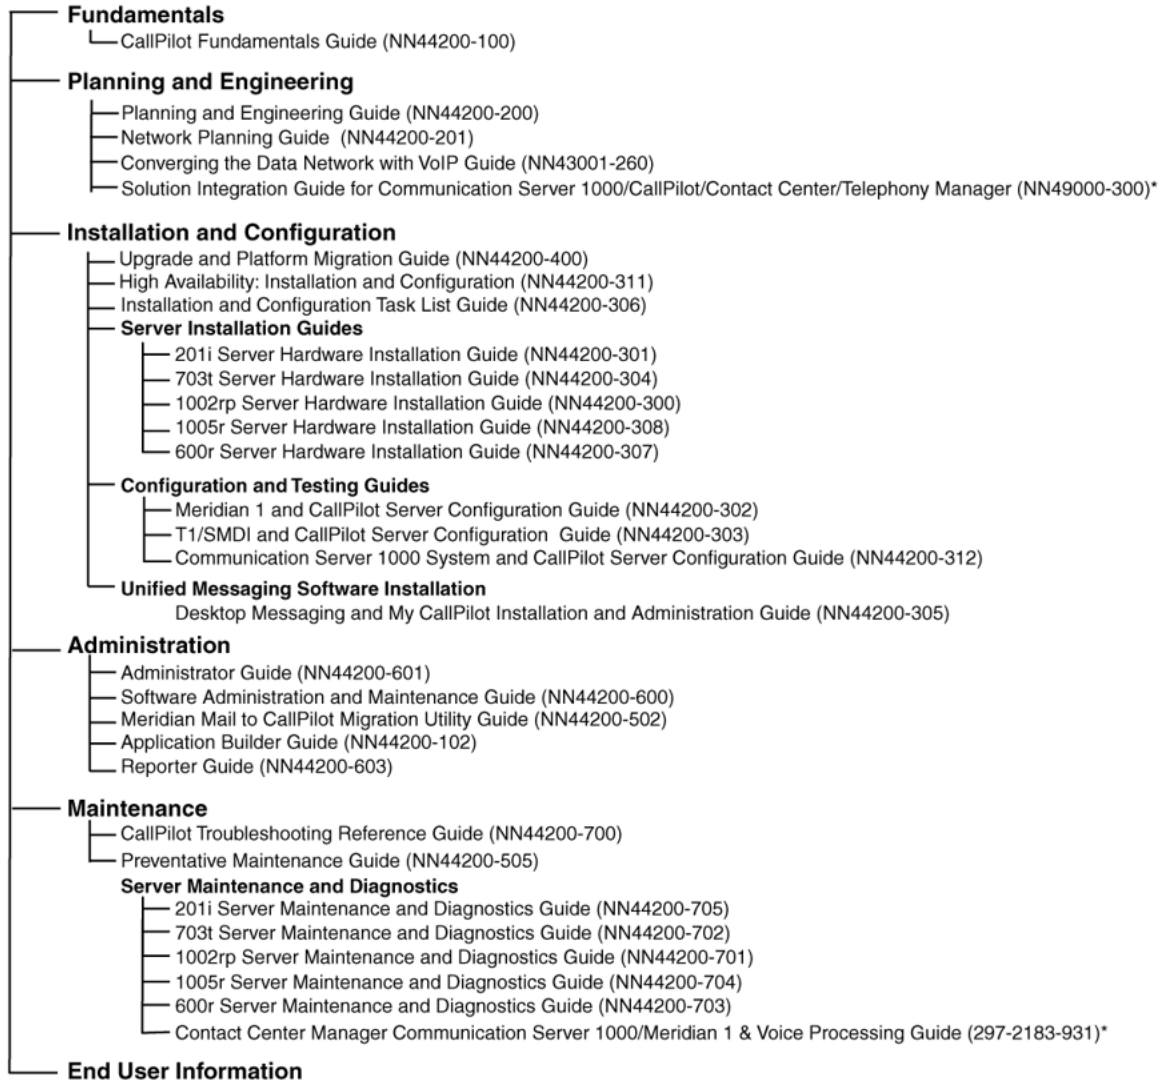 Fundamentals
CallPilot Fundamentals Guide (NN44200-100)
Planning and Engineering
Planning and Engineering Guide (NN44200-200)
Network Planning Guide (NN44200-201)
Converging the Data Network with VoIP Guide (NN43001-260)
Solution Integration Guide for Communication Server 1000/CallPilot/Contact Center/Telephony Manager (NN49000-300)*
Installation and Configuration
Upgrade and Platform Migration Guide (NN44200-400)
High Availability: Installation and Configuration (NN44200-311)
Installation and Configuration Task List Guide (NN44200-306)
Server Installation Guides
201i Server Hardware Installation Guide (NN44200-301)
703t Server Hardware Installation Guide (NN44200-304)
1002rp Server Hardware Installation Guide (NN44200-300)
1005r Server Hardware Installation Guide (NN44200-308)
600r Server Hardware Installation Guide (NN44200-307)
Configuration and Testing Guides
Meridian 1 and CallPilot Server Configuration Guide (NN44200-302)
T1/SMDI and CallPilot Server Configuration Guide (NN44200-303)
Communication Server 1000 System and CallPilot Server Configuration Guide (NN44200-312)
Unified Messaging Software Installation
Desktop Messaging and My CallPilot Installation and Administration Guide (NN44200-305)
Administration
Administrator Guide (NN44200-601)
Software Administration and Maintenance Guide (NN44200-600)
Meridian Mail to CallPilot Migration Utility Guide (NN44200-502)
Application Builder Guide (NN44200-102)
Reporter Guide (NN44200-603)
Maintenance
CallPilot Troubleshooting Reference Guide (NN44200-700)
Preventative Maintenance Guide (NN44200-505)
Server Maintenance and Diagnostics
201i Server Maintenance and Diagnostics Guide (NN44200-705)
703t Server Maintenance and Diagnostics Guide (NN44200-702)
1002rp Server Maintenance and Diagnostics Guide (NN44200-701)
1005r Server Maintenance and Diagnostics Guide (NN44200-704)
600r Server Maintenance and Diagnostics Guide (NN44200-703)
Contact Center Manager Communication Server 1000/Meridian 1 & Voice Processing Guide (297-2183-931)*
End User Information